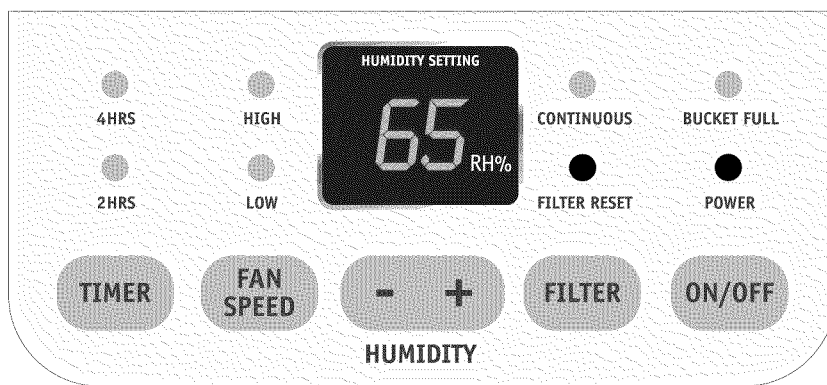 HUMIDITY SETTING
65 RH%
4HRS HIGH CONTINUOUS BUCKET FULL
2HRS LOW FILTER RESET POWER
TIMER FAN SPEED - + FILTER ON/OFF
HUMIDITY